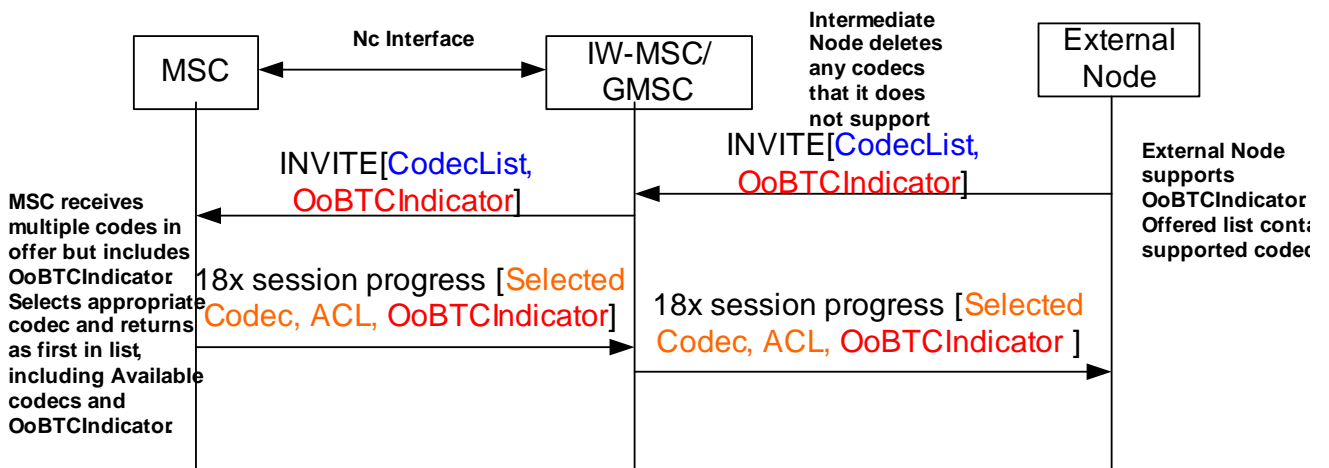 Nc Interface
MSC
IW-MSC/
GMSC
Intermediate
Node deletes
any codecs
that it does
not support
External
Node
INVITE[CodecList,
OoBTCIndicator]
INVITE[CodecList,
OoBTCIndicator]
External Node
supports
OoBTCIndicator.
Offered list
supported
MSC receives
multiple codes in
offer but includes
OoBTCIndicator.
Selects appropriate
codec and returns
as first in list,
including Available
codecs and
OoBTCIndicator.
18x session progress [Selected
Codec, ACL, OoBTCIndicator]
18x session progress [Selected
Codec, ACL, OoBTCIndicator ]